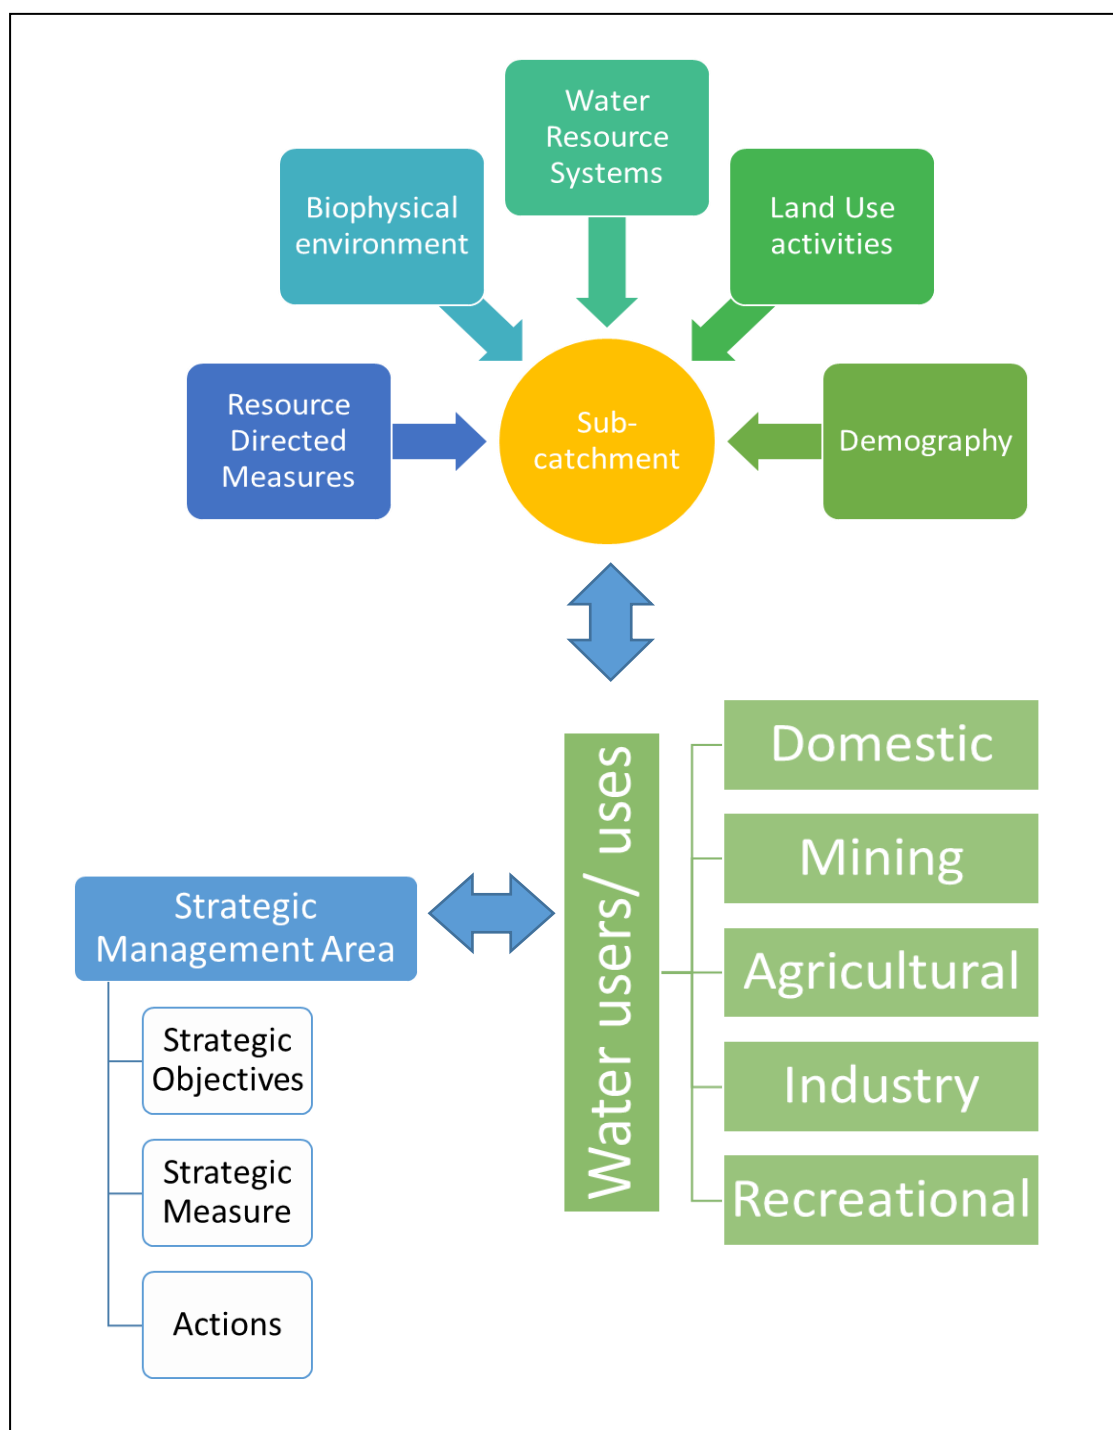 Water
Resource
Systems
Biophysical
environment
Land Use
activities
Resource
Directed
Measures
Sub-
catchment
Demography
Water users/ uses
Domestic
Mining
Agricultural
Industry
Recreational
Strategic
Management Area
Strategic
Objectives
Strategic
Measure
Actions